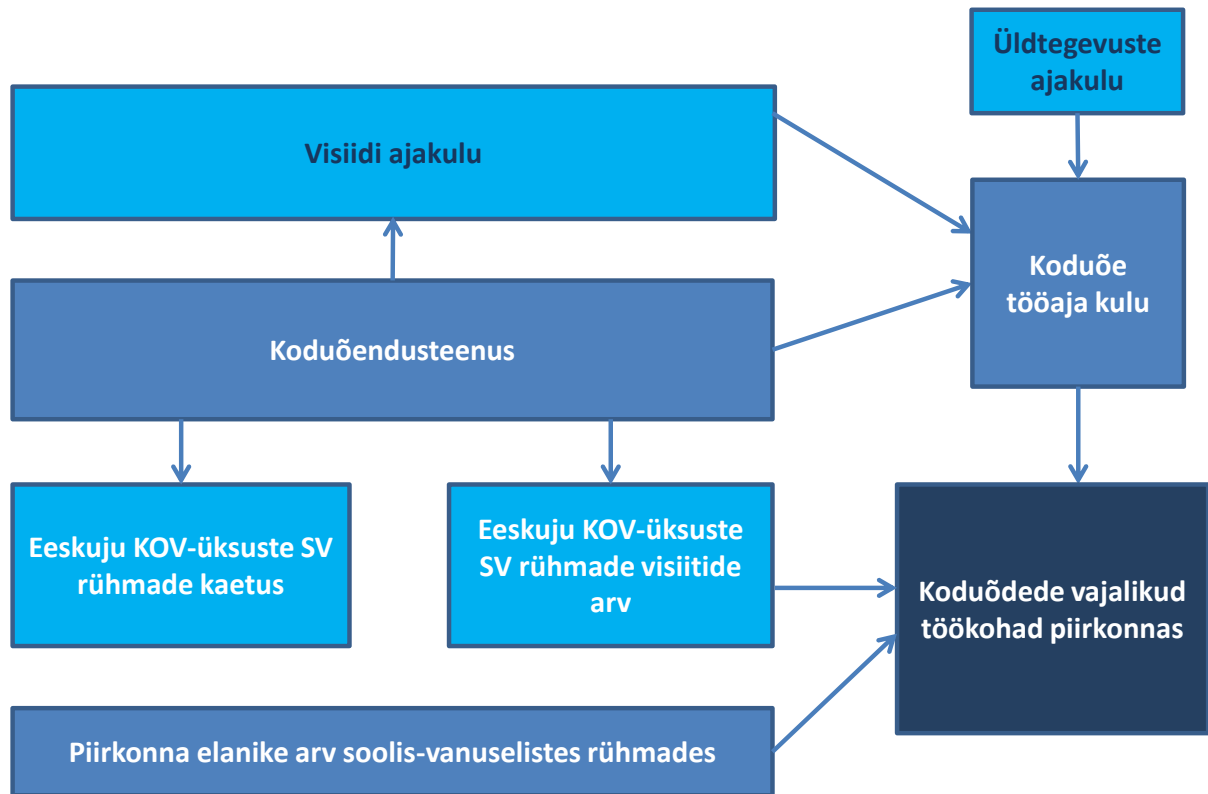 Üldtegevuste
ajakulu
Visiidi ajakulu
Koduõe
tööaja kulu
Koduõendusteenus
Eeskuju KOV-üksuste SV
rühmade kaetus
Eeskuju KOV-üksuste
SV rühmade visiitide
arv
Koduõdede vajalikud
töökohad piirkonnas
Piirkonna elanike arv soolis-vanuselistes rühmades